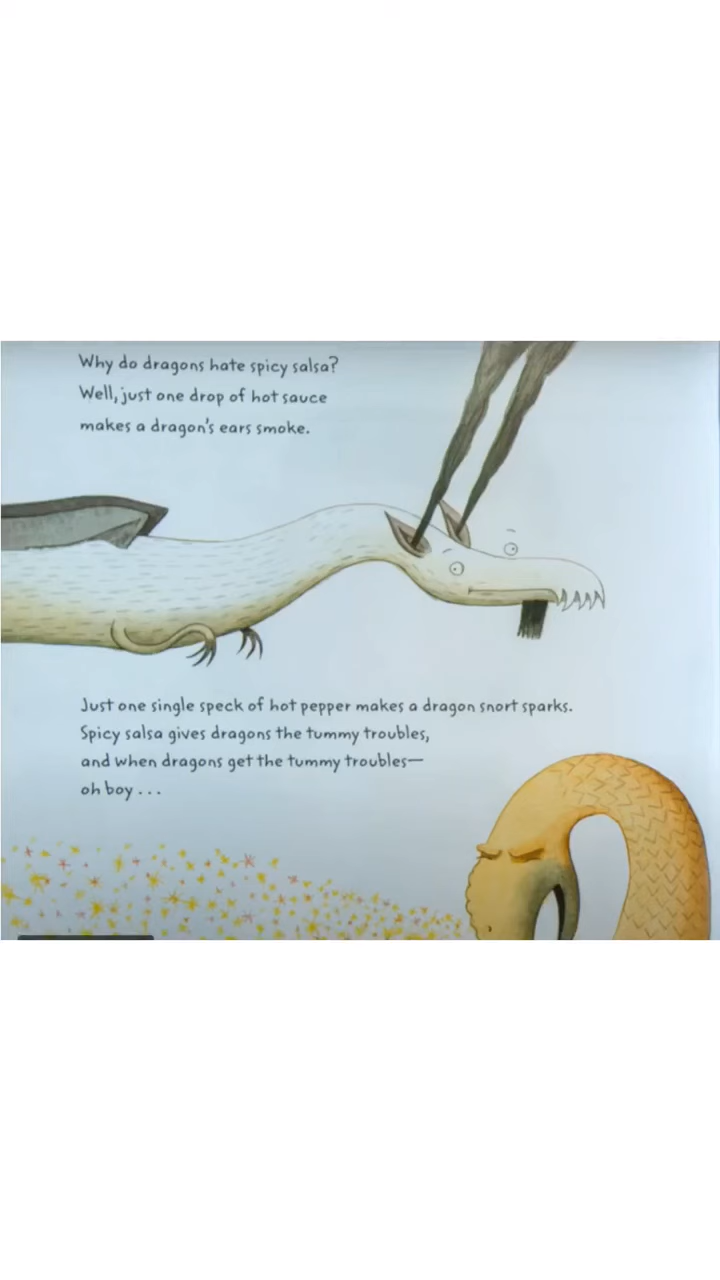 Why do dragons hate spicy salsa?
Well, just one drop of hot sauce
makes a dragon's ears smoke.
Just one single speck of hot pepper makes a dragon snort sparks.
Spicy salsa gives dragons the tummy troubles,
and when dragons get the tummy troubles—
oh boy . . .